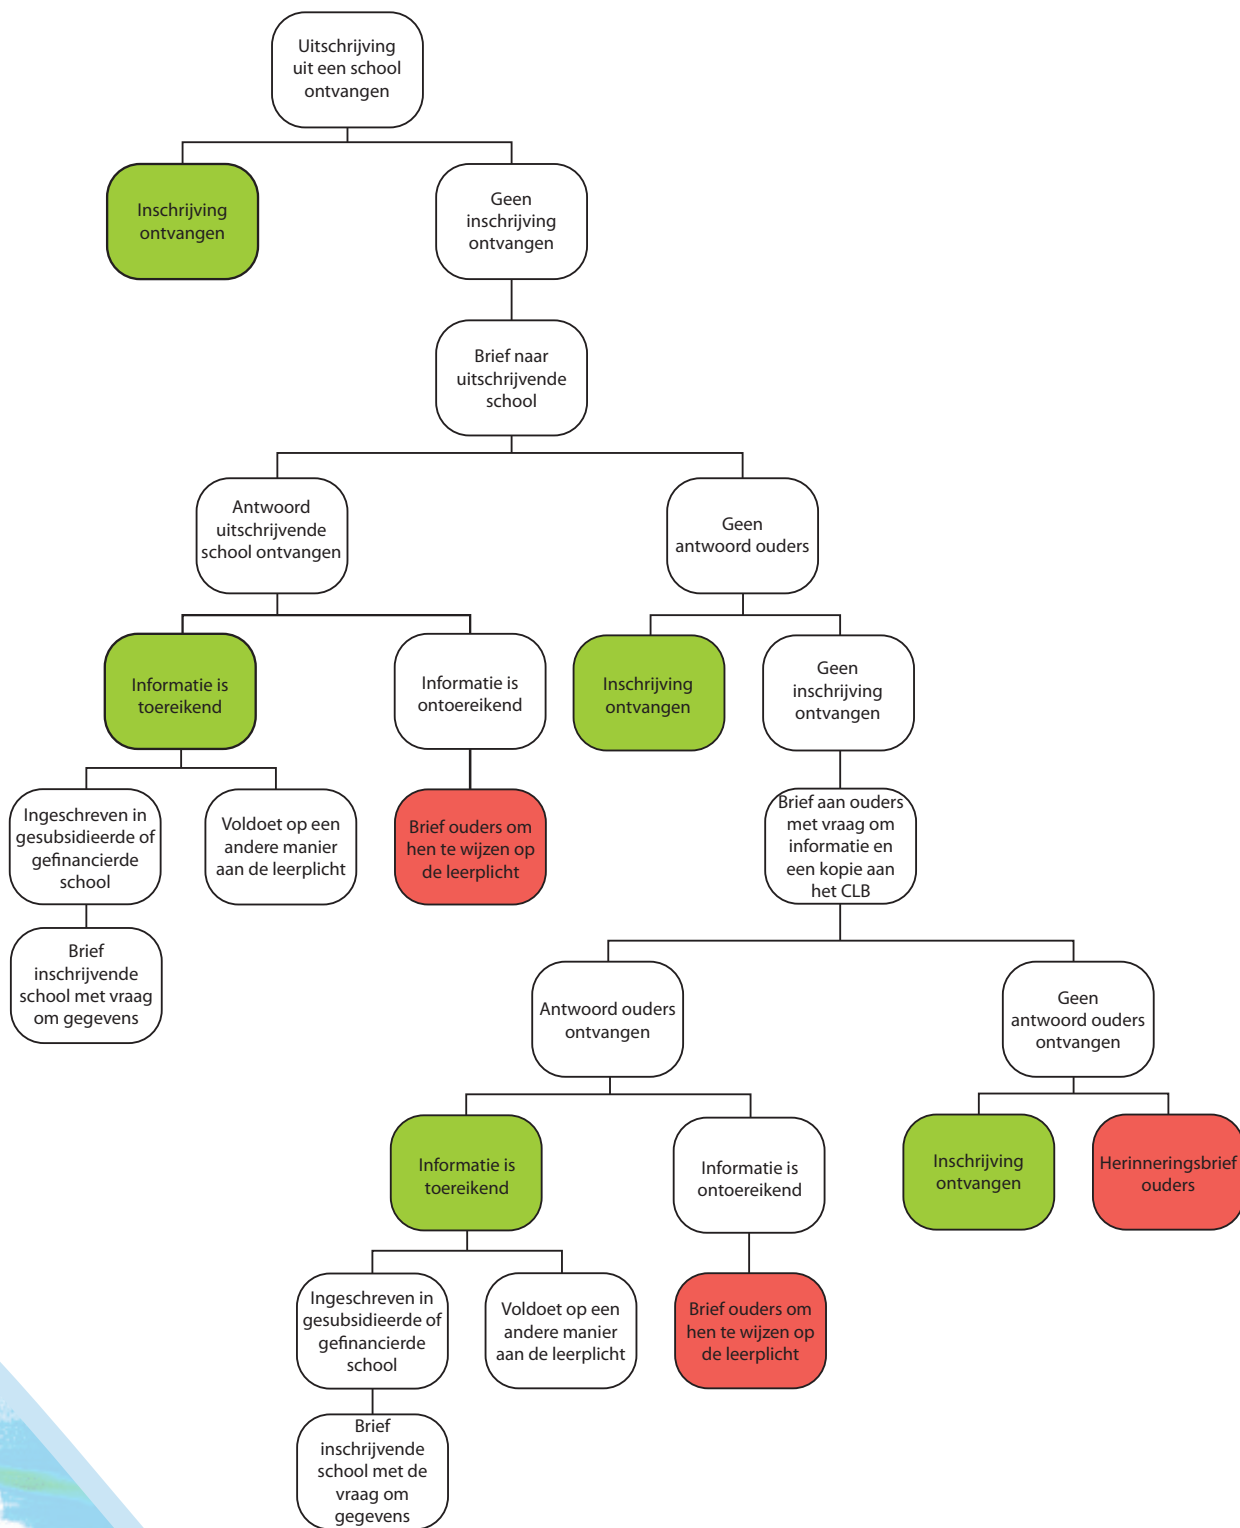 Uitschrijving
uit een school
ontvangen
Inschrijving
ontvangen
Geen
inschrijving
ontvangen
Brief naar
uitschrijvende
school
Antwoord
uitschrijvende
school ontvangen
Geen
antwoord ouders
Informatie is
toereikend
Informatie is
ontoereikend
Inschrijving
ontvangen
Geen
inschrijving
ontvangen
Ingeschreven in
gesubsidieerde of
gefinancierde
school
Voldoet op een
andere manier
aan de leerplicht
Brief ouders om
hen te wijzen op
de leerplicht
Brief aan ouders
met vraag om
informatie en
een kopie aan
het CLB
Brief
inschrijvende
school met vraag
om gegevens
Antwoord ouders
ontvangen
Geen
antwoord ouders
ontvangen
Informatie is
toereikend
Informatie is
ontoereikend
Inschrijving
ontvangen
Herinneringsbrief
ouders
Ingeschreven in
gesubsidieerde of
gefinancierde
school
Voldoet op een
andere manier
aan de leerplicht
Brief ouders om
hen te wijzen op
de leerplicht
Brief
inschrijvende
school met de
vraag om
gegevens